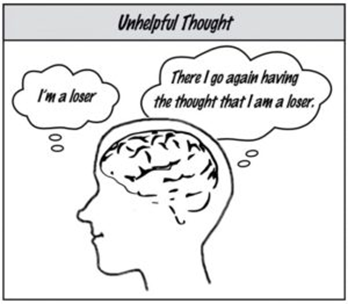 Unhelpful Thought
I'm a loser
There I go again having
the thought that I am a loser.